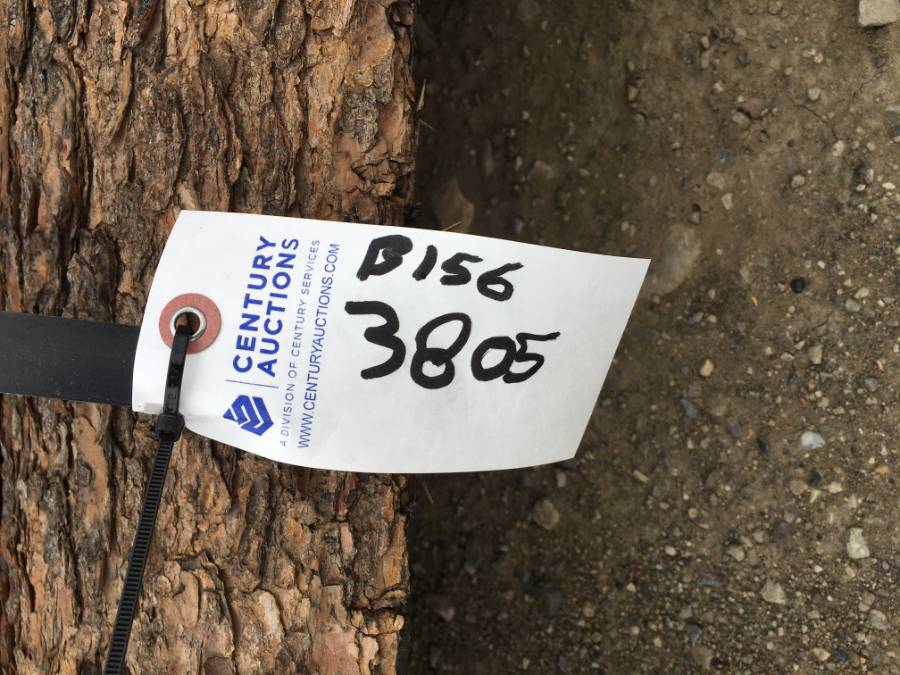 CENTURY
AUCTIONS
A DIVISION OF CENTURY SERVICES
WWW.CENTURYAUCTIONS.COM
B156
3805